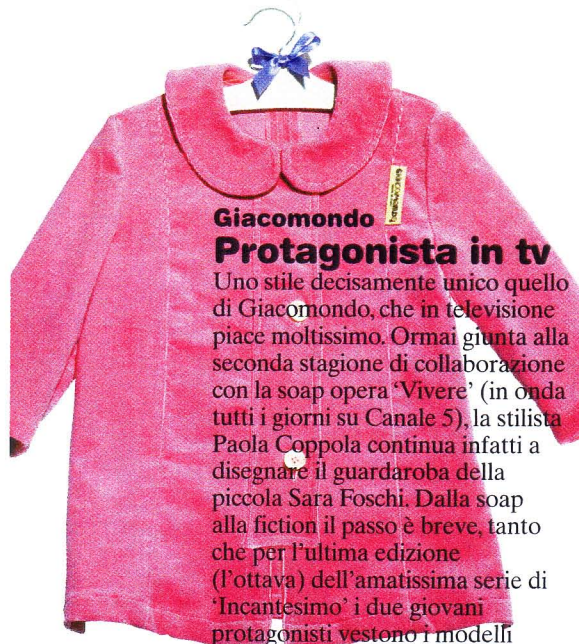 GIACOMONDO
Giacomondo
Protagonista in tv
Uno stile decisamente unico quello
di Giacomondo, che in televisione
piace moltissimo. Ormai giunta alla
seconda stagione di collaborazione
con la soap opera ‘Vivere’ (in onda
tutti i giorni su Canale 5), la stilista
Paola Coppola continua infatti a
disegnare il guardaroba della
piccola Sara Foschi. Dalla soap
alla fiction il passo è breve, tanto
che per l’ultima edizione
(l’ottava) dell’amatissima serie di
‘Incantesimo’ i due giovani
protagonisti vestono i modelli